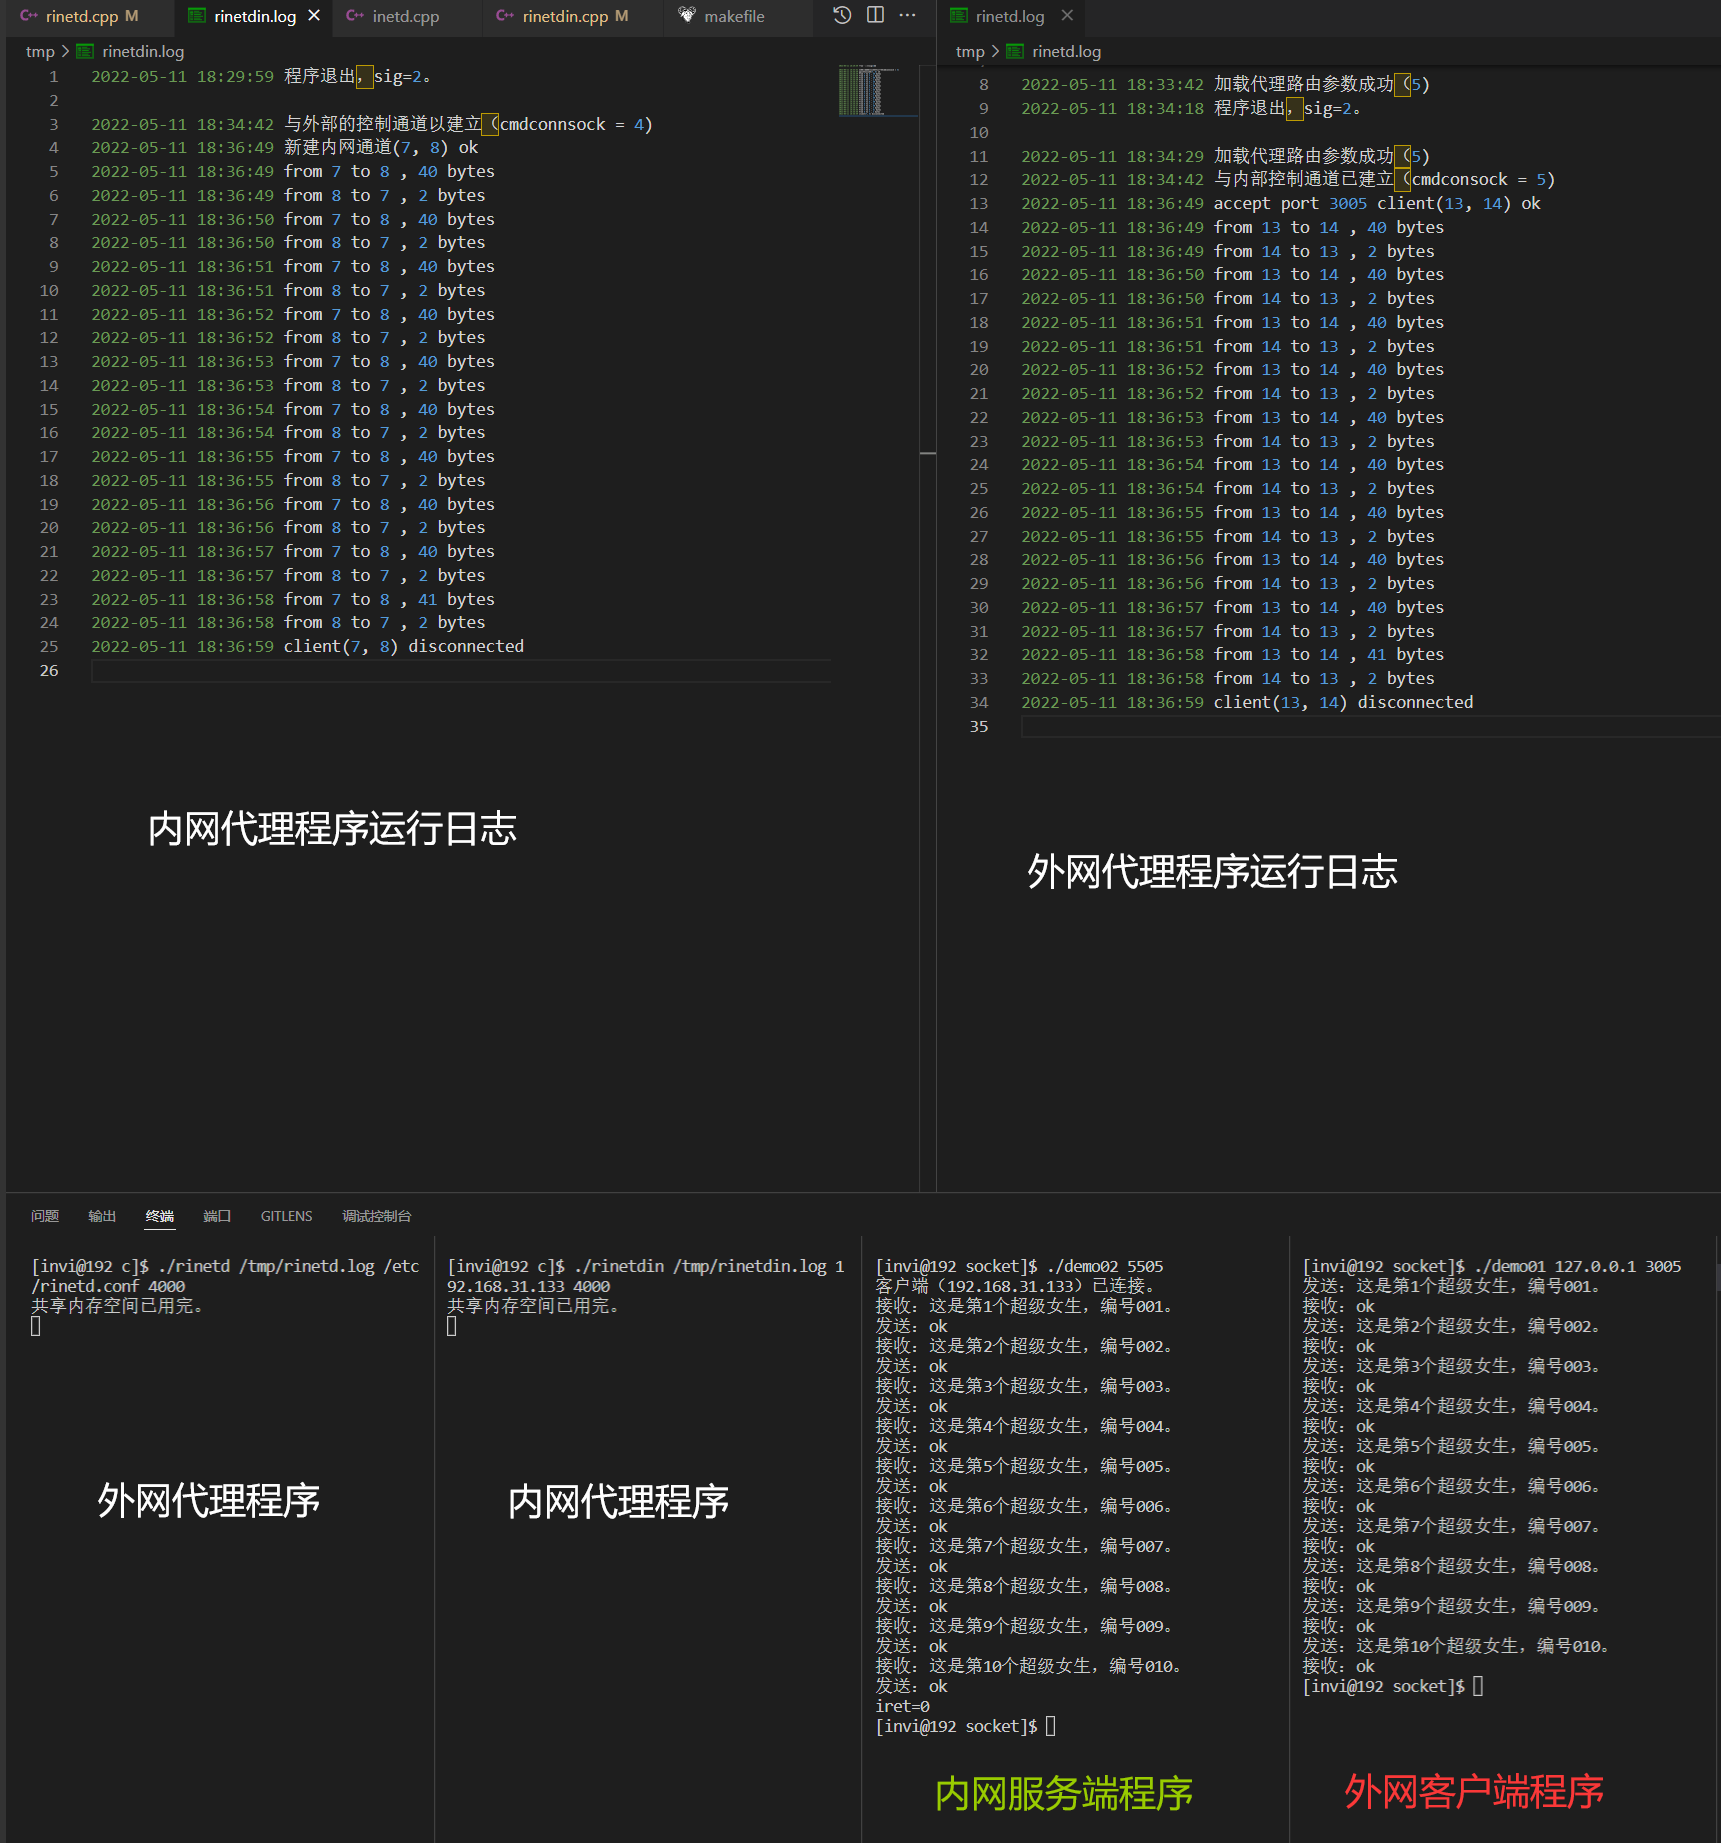 rinetd.cpp M
rinetdin.log
inetd.cpp
rinetdin.cpp M
makefile
tmp > rinetdin.log
1 2022-05-11 18:29:59 程序退出，sig=2。
2
3 2022-05-11 18:34:42 与外部的控制通道以建立（cmdconnsock = 4)
4 2022-05-11 18:36:49 新建内网通道(7, 8) ok
5 2022-05-11 18:36:49 from 7 to 8 , 40 bytes
6 2022-05-11 18:36:49 from 8 to 7 , 2 bytes
7 2022-05-11 18:36:50 from 7 to 8 , 40 bytes
8 2022-05-11 18:36:50 from 8 to 7 , 2 bytes
9 2022-05-11 18:36:51 from 7 to 8 , 40 bytes
10 2022-05-11 18:36:51 from 8 to 7 , 2 bytes
11 2022-05-11 18:36:52 from 7 to 8 , 40 bytes
12 2022-05-11 18:36:52 from 8 to 7 , 2 bytes
13 2022-05-11 18:36:53 from 7 to 8 , 40 bytes
14 2022-05-11 18:36:53 from 8 to 7 , 2 bytes
15 2022-05-11 18:36:54 from 7 to 8 , 40 bytes
16 2022-05-11 18:36:54 from 8 to 7 , 2 bytes
17 2022-05-11 18:36:55 from 7 to 8 , 40 bytes
18 2022-05-11 18:36:55 from 8 to 7 , 2 bytes
19 2022-05-11 18:36:56 from 7 to 8 , 40 bytes
20 2022-05-11 18:36:56 from 8 to 7 , 2 bytes
21 2022-05-11 18:36:57 from 7 to 8 , 40 bytes
22 2022-05-11 18:36:57 from 8 to 7 , 2 bytes
23 2022-05-11 18:36:58 from 7 to 8 , 41 bytes
24 2022-05-11 18:36:58 from 8 to 7 , 2 bytes
25 2022-05-11 18:36:59 client(7, 8) disconnected
26
内网代理程序运行日志
rinetd.log
tmp > rinetd.log
8 2022-05-11 18:33:42 加载代理路由参数成功（5)
9 2022-05-11 18:34:18 程序退出，sig=2。
10
11 2022-05-11 18:34:29 加载代理路由参数成功（5)
12 2022-05-11 18:34:42 与内部控制通道已建立（cmdconsock = 5)
13 2022-05-11 18:36:49 accept port 3005 client(13, 14) ok
14 2022-05-11 18:36:49 from 13 to 14 , 40 bytes
15 2022-05-11 18:36:49 from 14 to 13 , 2 bytes
16 2022-05-11 18:36:50 from 13 to 14 , 40 bytes
17 2022-05-11 18:36:50 from 14 to 13 , 2 bytes
18 2022-05-11 18:36:51 from 13 to 14 , 40 bytes
19 2022-05-11 18:36:51 from 14 to 13 , 2 bytes
20 2022-05-11 18:36:52 from 13 to 14 , 40 bytes
21 2022-05-11 18:36:52 from 14 to 13 , 2 bytes
22 2022-05-11 18:36:53 from 13 to 14 , 40 bytes
23 2022-05-11 18:36:53 from 14 to 13 , 2 bytes
24 2022-05-11 18:36:54 from 13 to 14 , 40 bytes
25 2022-05-11 18:36:54 from 14 to 13 , 2 bytes
26 2022-05-11 18:36:55 from 13 to 14 , 40 bytes
27 2022-05-11 18:36:55 from 14 to 13 , 2 bytes
28 2022-05-11 18:36:56 from 13 to 14 , 40 bytes
29 2022-05-11 18:36:56 from 14 to 13 , 2 bytes
30 2022-05-11 18:36:57 from 13 to 14 , 40 bytes
31 2022-05-11 18:36:57 from 14 to 13 , 2 bytes
32 2022-05-11 18:36:58 from 13 to 14 , 41 bytes
33 2022-05-11 18:36:58 from 14 to 13 , 2 bytes
34 2022-05-11 18:36:59 client(13, 14) disconnected
35
外网代理程序运行日志
问题 输出 终端 端口 GITLENS 调试控制台
[invi@192 c]$ ./rinetd /tmp/rinetd.log /etc
/rinetd.conf 4000
共享内存空间已用完。
外网代理程序
[invi@192 c]$ ./rinetdin /tmp/rinetdin.log 1
92.168.31.133 4000
共享内存空间已用完。
内网代理程序
[invi@192 socket]$ ./demo02 5505
客户端（192.168.31.133）已连接。
接收：这是第1个超级女生，编号001。
发送：ok
接收：这是第2个超级女生，编号002。
发送：ok
接收：这是第3个超级女生，编号003。
发送：ok
接收：这是第4个超级女生，编号004。
发送：ok
接收：这是第5个超级女生，编号005。
发送：ok
接收：这是第6个超级女生，编号006。
发送：ok
接收：这是第7个超级女生，编号007。
发送：ok
接收：这是第8个超级女生，编号008。
发送：ok
接收：这是第9个超级女生，编号009。
发送：ok
接收：这是第10个超级女生，编号010。
发送：ok
iret=0
[invi@192 socket]$
内网服务端程序
[invi@192 socket]$ ./demo01 127.0.0.1 3005
发送：这是第1个超级女生，编号001。
接收：ok
发送：这是第2个超级女生，编号002。
接收：ok
发送：这是第3个超级女生，编号003。
接收：ok
发送：这是第4个超级女生，编号004。
接收：ok
发送：这是第5个超级女生，编号005。
接收：ok
发送：这是第6个超级女生，编号006。
接收：ok
发送：这是第7个超级女生，编号007。
接收：ok
发送：这是第8个超级女生，编号008。
接收：ok
发送：这是第9个超级女生，编号009。
接收：ok
发送：这是第10个超级女生，编号010。
接收：ok
[invi@192 socket]$
外网客户端程序